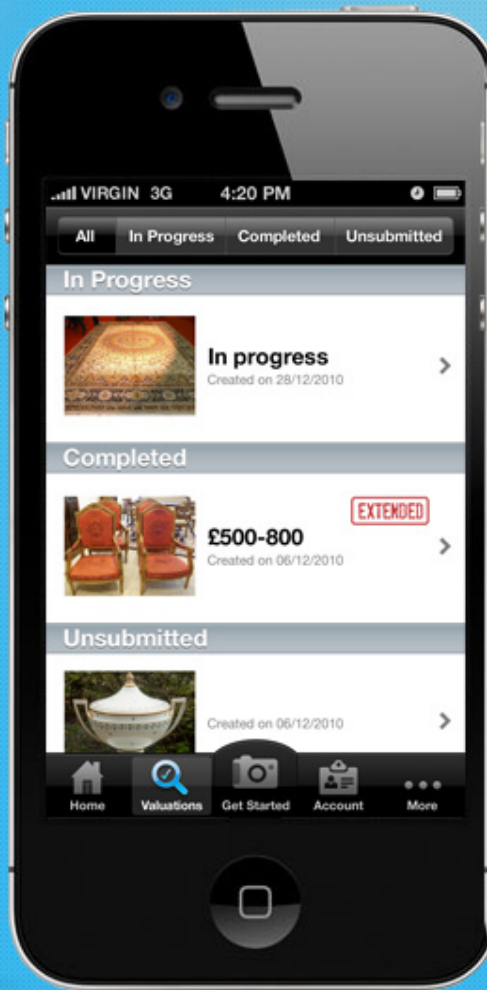 VIRGIN 3G 4:20 PM
All In Progress Completed Unsubmitted
In Progress
In progress
Created on 28/12/2010
Completed
EXTENDED
£500-800
Created on 06/12/2010
Unsubmitted
Created on 06/12/2010
Home Valuations Get Started Account More